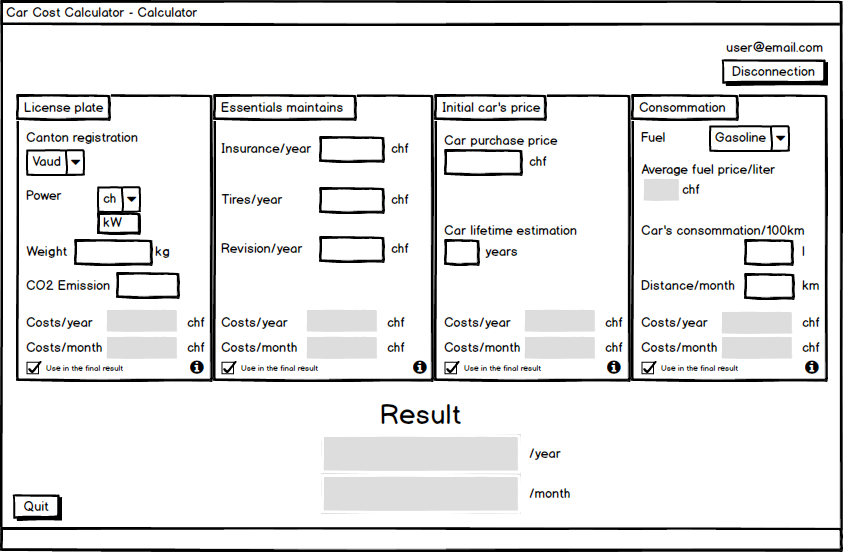 Car Cost Calculator - Calculator
user@email.com
Disconnection
License plate
Canton registration
Vaud
Power
ch
kW
Weight kg
CO2 Emission
Costs/year chf
Costs/month chf
Use in the final result
Essentials maintains
Insurance/year chf
Tires/year chf
Revision/year chf
Costs/year chf
Costs/month chf
Use in the final result
Initial car's price
Car purchase price
chf
Car lifetime estimation
years
Costs/year chf
Costs/month chf
Use in the final result
Consommation
Fuel Gasoline
Average fuel price/liter
chf
Car's consommation/100km
l
Distance/month km
Costs/year chf
Costs/month chf
Use in the final result
Result
/year
/month
Quit